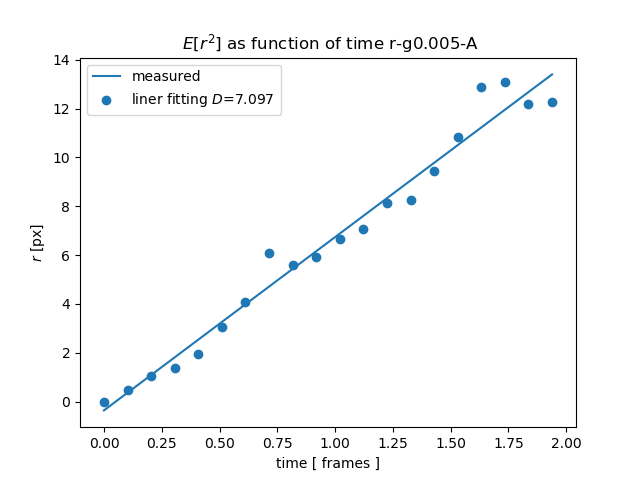 E[r²] as function of time r-g0.005-A
measured
liner fitting D=7.097
14
12
10
8
6
4
2
0
r [px]
0.00 0.25 0.50 0.75 1.00 1.25 1.50 1.75 2.00
time [ frames ]